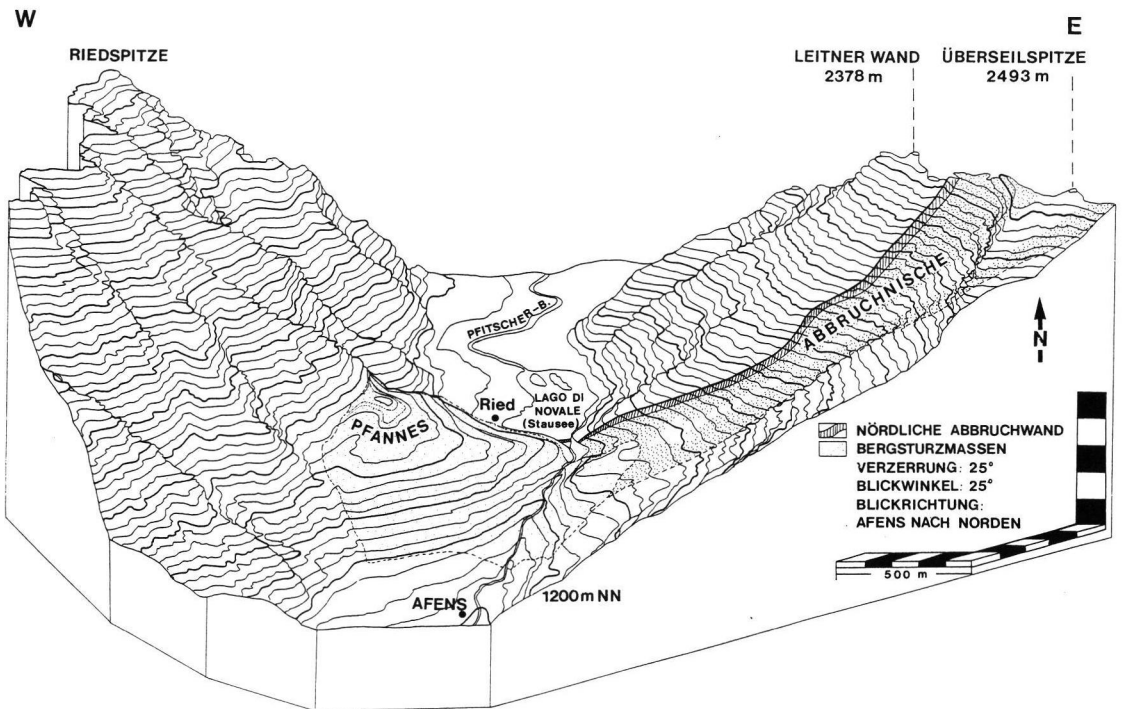 W
E
RIEDSPITZE
LEITNER WAND
2378 m
ÜBERSEILSPITZE
2493 m
PFITSCHER-B.
ABBRUCHNISCHE
N
Ried
LAGO DI
NOVALE
(Stausee)
PFANNES
NÖRDLICHE ABBRUCHWAND
BERGSTURZMASSEN
VERZERRUNG: 25°
BLICKWINKEL: 25°
BLICKRICHTUNG:
AFENS NACH NORDEN
500 m
1200 m NN
AFENS